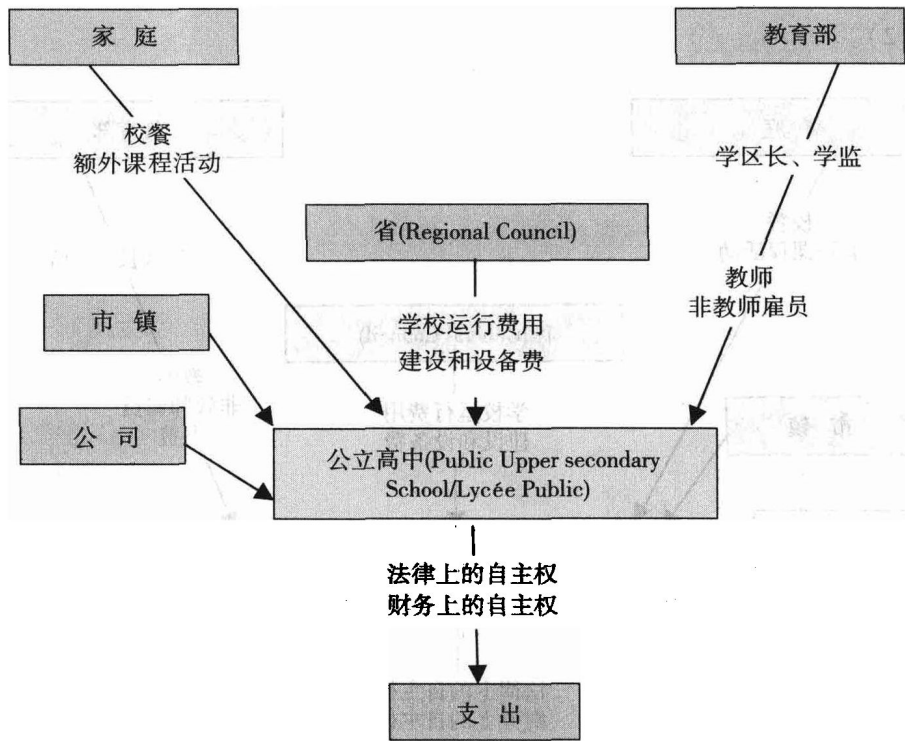 家 庭
教育部
校餐
额外课程活动
学区长、学监
省(Regional Council)
教师
非教师雇员
市 镇
学校运行费用
建设和设备费
公 司
公立高中(Public Upper secondary
School/Lycée Public)
法律上的自主权
财务上的自主权
支 出